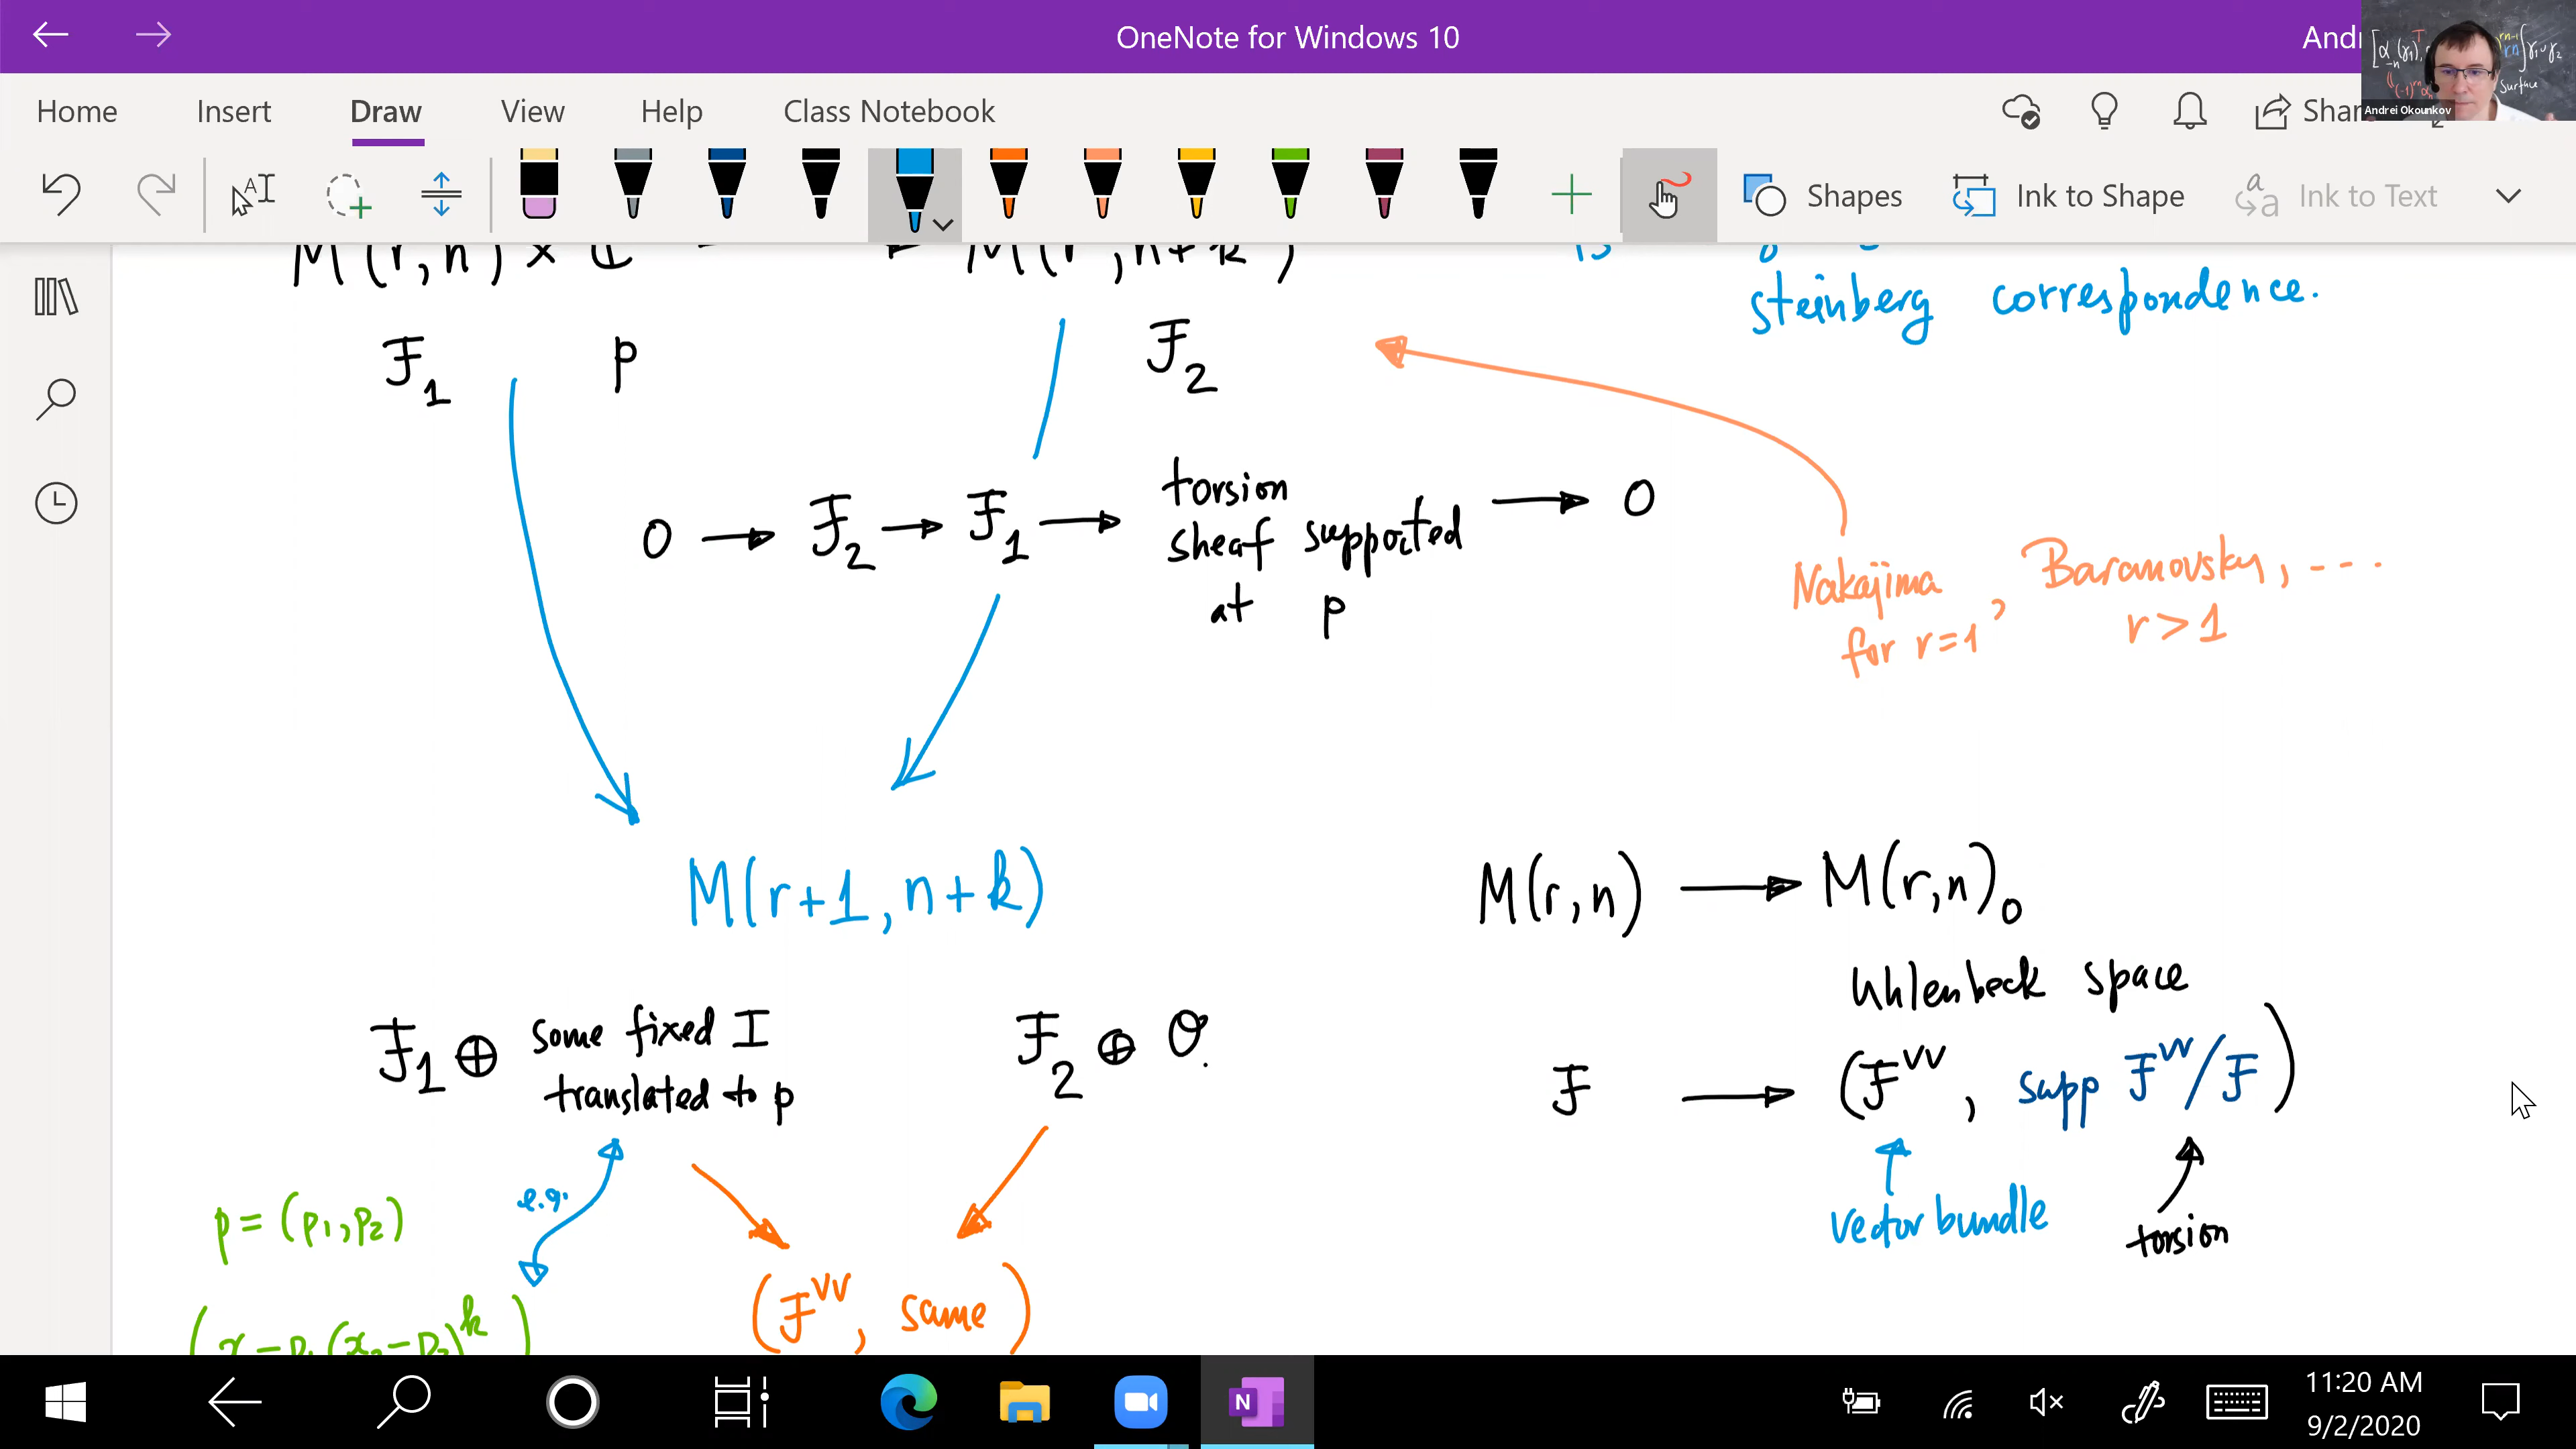 OneNote for Windows 10
Andrei Okounkov
Home Insert Draw View Help Class Notebook
Shapes Ink to Shape Ink to Text
M(r,n) × ℂ M(r,n+k)
is
steinberg correspondence.
F₁ p F₂
0 → F₂ → F₁ → torsion sheaf supported at p → 0
Nakajima for r=1, Baranovsky, ... r>1
M(r+1,n+k)
M(r,n) → M(r,n)₀
Uhlenbeck space
F₁ ⊕ some fixed I translated to p
F₂ ⊕ O.
F → (F^∨∨, supp F^∨∨/F)
e.g.
vector bundle
torsion
p = (p₁,p₂)
(F^∨∨, same)
11:20 AM
9/2/2020